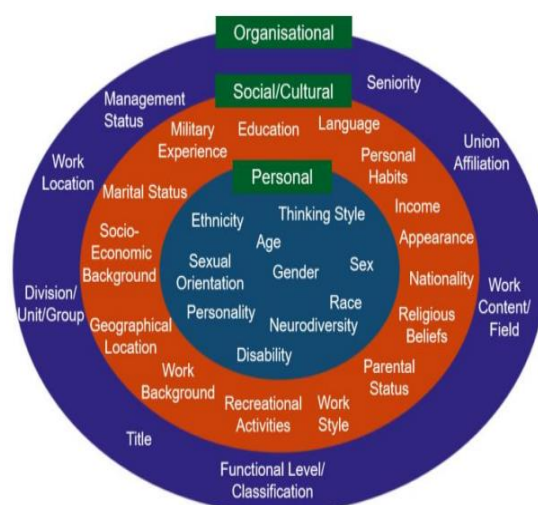 Organisational
Seniority
Management
Status
Union
Affiliation
Work
Location
Division/
Unit/Group
Work
Content/
Field
Title
Functional Level/
Classification
Social/Cultural
Military
Experience
Education
Language
Personal
Habits
Marital Status
Income
Socio-
Economic
Background
Appearance
Nationality
Geographical
Location
Religious
Beliefs
Work
Background
Parental
Status
Recreational
Activities
Work
Style
Personal
Ethnicity
Thinking Style
Age
Sexual
Orientation
Gender
Sex
Personality
Race
Neurodiversity
Disability